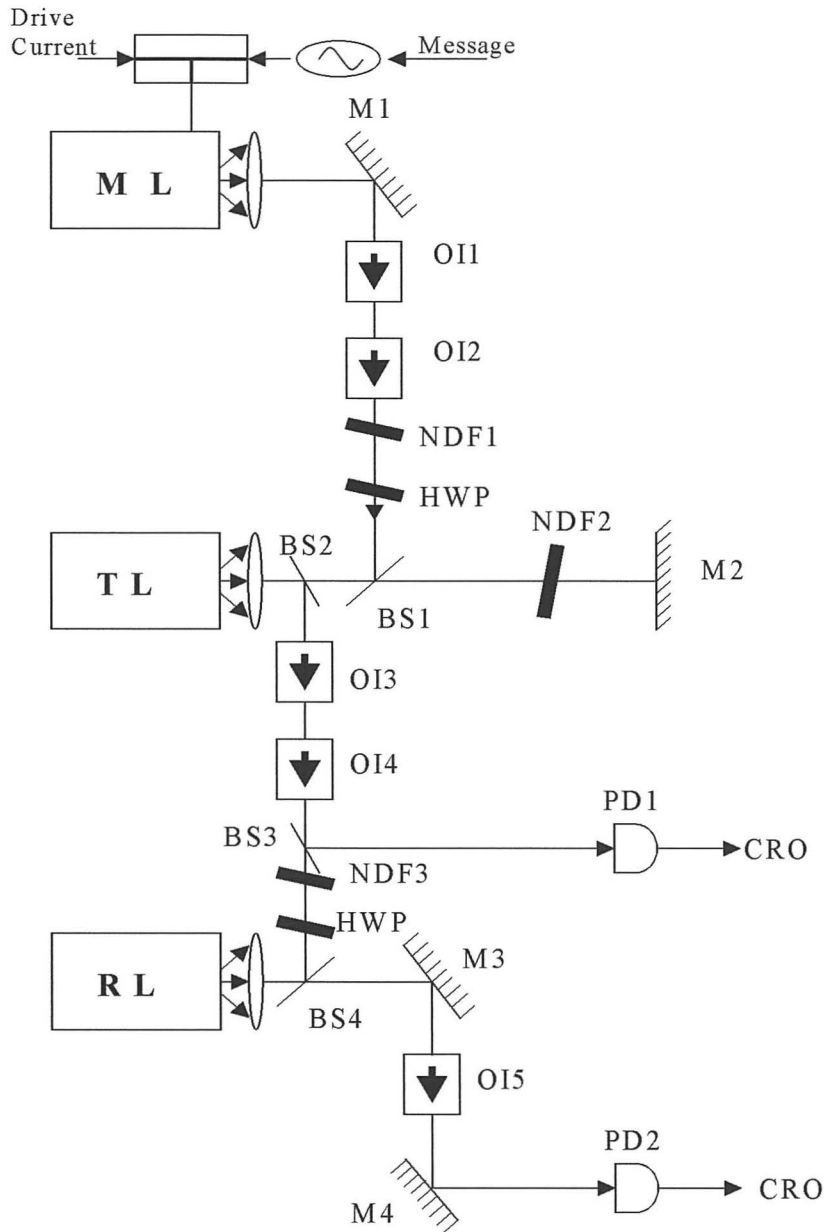 Drive
Current
Message
M1
M L
OI1
OI2
NDF1
HWP
NDF2
BS2
T L
M2
BS1
OI3
OI4
PD1
BS3
CRO
NDF3
HWP
M3
R L
BS4
OI5
PD2
CRO
M4